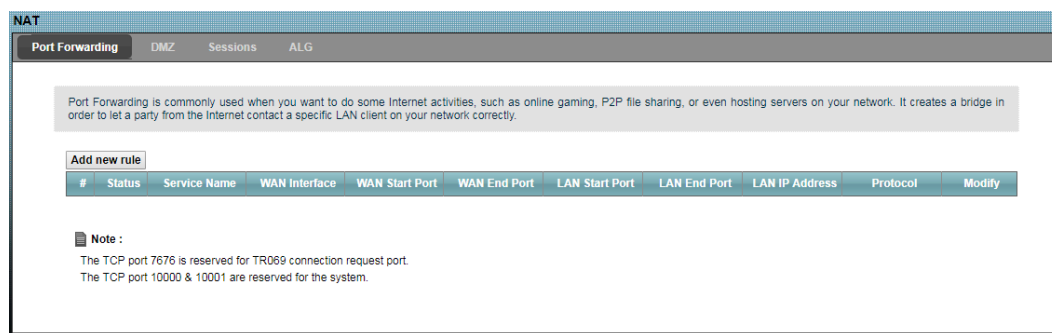 NAT
Port Forwarding DMZ Sessions ALG
Port Forwarding is commonly used when you want to do some Internet activities, such as online gaming, P2P file sharing, or even hosting servers on your network. It creates a bridge in
order to let a party from the Internet contact a specific LAN client on your network correctly.
Add new rule
# Status Service Name WAN Interface WAN Start Port WAN End Port LAN Start Port LAN End Port LAN IP Address Protocol Modify
Note :
The TCP port 7676 is reserved for TR069 connection request port.
The TCP port 10000 & 10001 are reserved for the system.